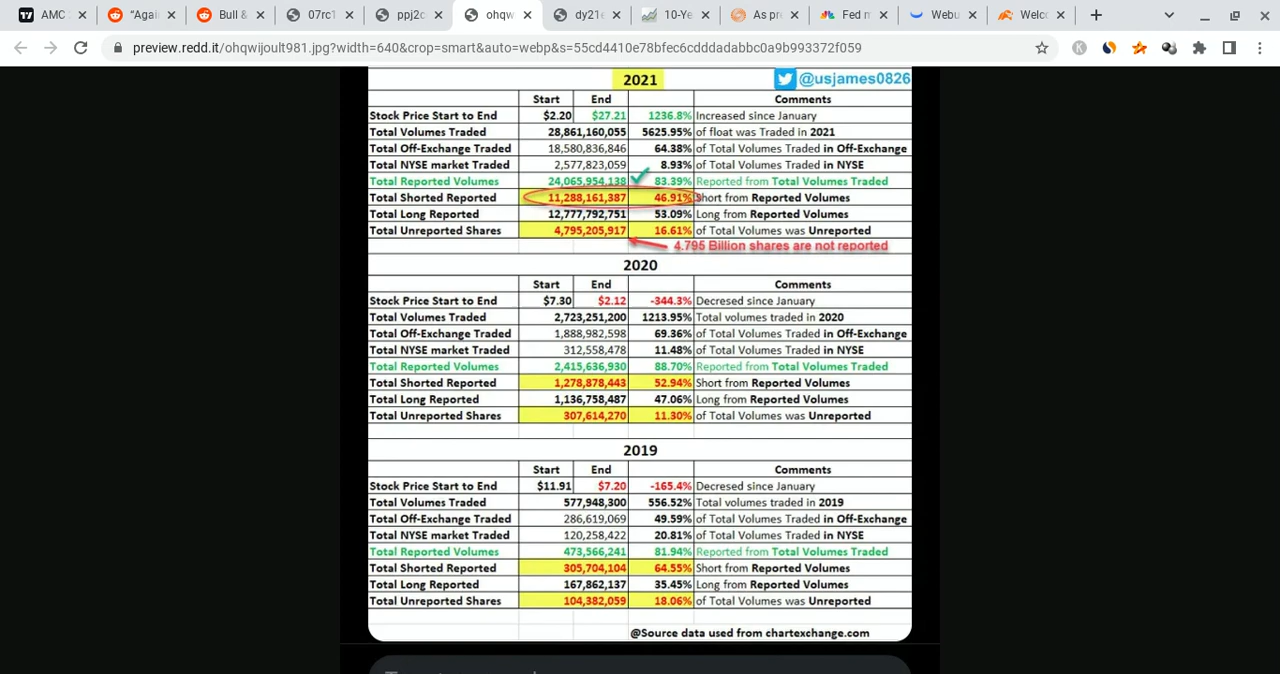 AMC
"Agai
Bull &
07rc1
ppj2c
ohqw
dy21e
10-Ye
As pr
Fed m
Webu
Welc
preview.redd.it/ohqwijoult981.jpg?width=640&crop=smart&auto=webp&s=55cd4410e78bfec6cdddadabbc0a9b993372f059
2021 @usjames0826
Start End Comments
Stock Price Start to End $2.20 $27.21 1236.8% Increased since January
Total Volumes Traded 28,861,160,055 5625.95% of float was Traded in 2021
Total Off-Exchange Traded 18,580,836,846 64.38% of Total Volumes Traded in Off-Exchange
Total NYSE market Traded 2,577,823,059 8.93% of Total Volumes Traded in NYSE
Total Reported Volumes 24,065,954,138 83.39% Reported from Total Volumes Traded
Total Shorted Reported 11,288,161,387 46.91% Short from Reported Volumes
Total Long Reported 12,777,792,751 53.09% Long from Reported Volumes
Total Unreported Shares 4,795,205,917 16.61% of Total Volumes was Unreported
4.795 Billion shares are not reported
2020
Start End Comments
Stock Price Start to End $7.30 $2.12 -344.3% Decresed since January
Total Volumes Traded 2,723,251,200 1213.95% Total volumes traded in 2020
Total Off-Exchange Traded 1,888,982,598 69.36% of Total Volumes Traded in Off-Exchange
Total NYSE market Traded 312,558,478 11.48% of Total Volumes Traded in NYSE
Total Reported Volumes 2,415,636,930 88.70% Reported from Total Volumes Traded
Total Shorted Reported 1,278,878,443 52.94% Short from Reported Volumes
Total Long Reported 1,136,758,487 47.06% Long from Reported Volumes
Total Unreported Shares 307,614,270 11.30% of Total Volumes was Unreported
2019
Start End Comments
Stock Price Start to End $11.91 $7.20 -165.4% Decresed since January
Total Volumes Traded 577,948,300 556.52% Total volumes traded in 2019
Total Off-Exchange Traded 286,619,069 49.59% of Total Volumes Traded in Off-Exchange
Total NYSE market Traded 120,258,422 20.81% of Total Volumes Traded in NYSE
Total Reported Volumes 473,566,241 81.94% Reported from Total Volumes Traded
Total Shorted Reported 305,704,104 64.55% Short from Reported Volumes
Total Long Reported 167,862,137 35.45% Long from Reported Volumes
Total Unreported Shares 104,382,059 18.06% of Total Volumes was Unreported
@Source data used from chartexchange.com